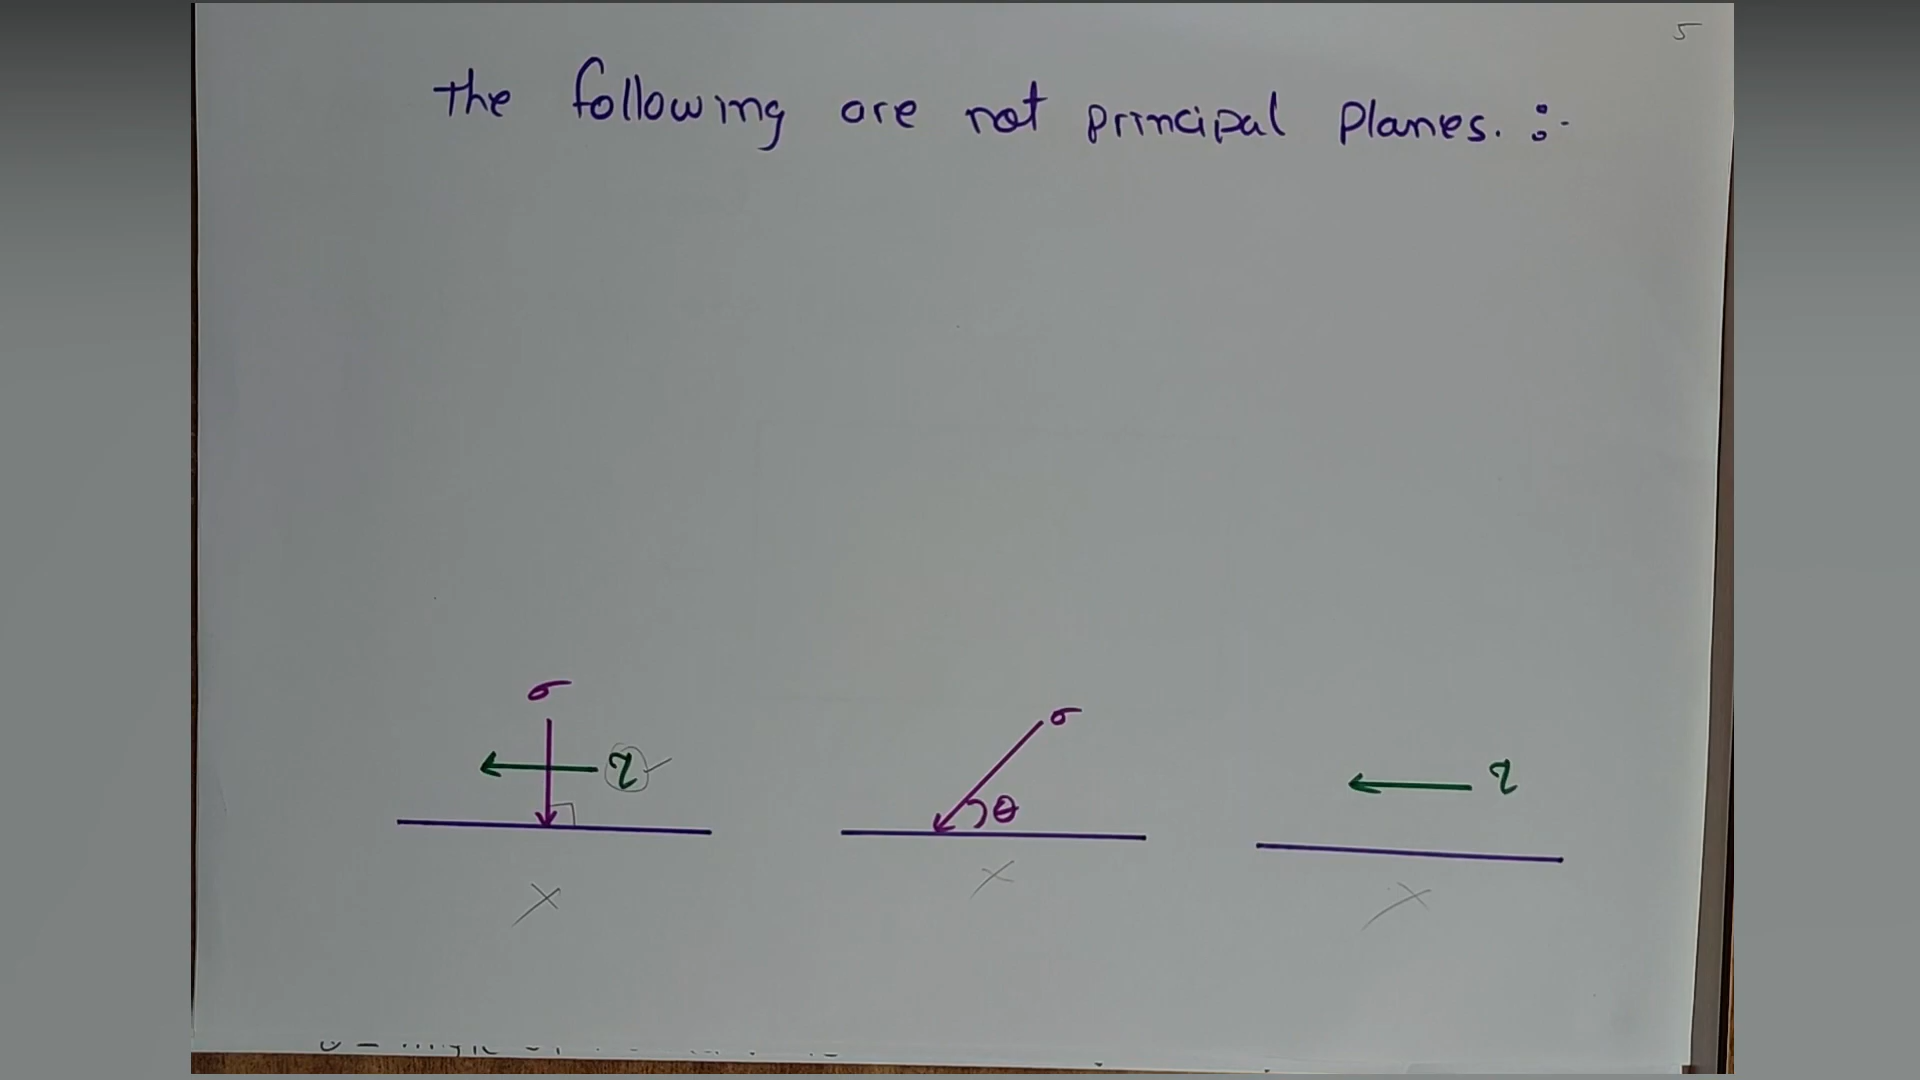 5
the following are not principal planes. :-
σ
σ
τ
τ
θ